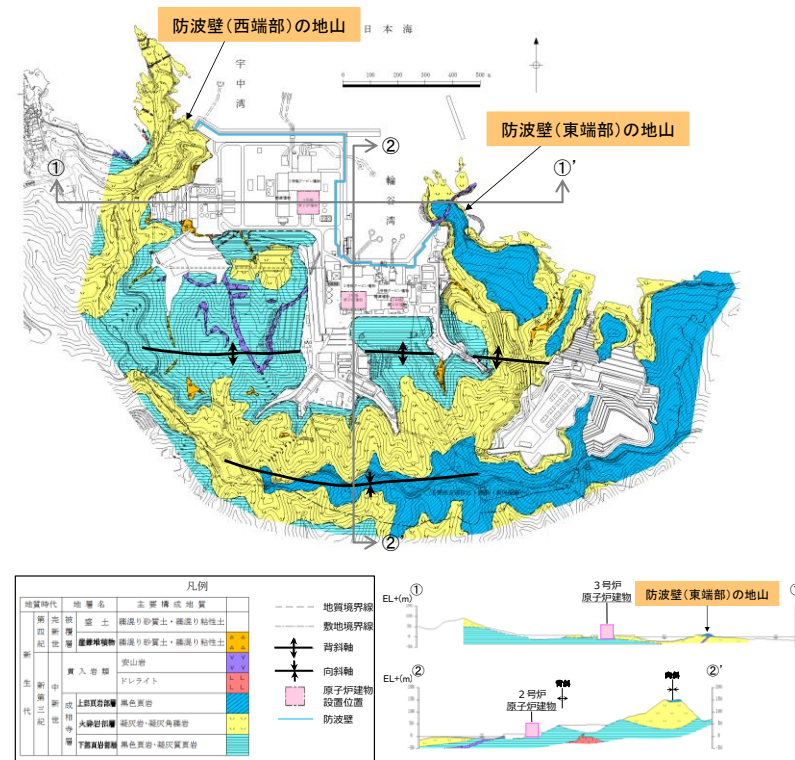 防波壁(西端部)の地山
日 本 海
宇
中
湾
0 100 200 300 400 500 m
防波壁(東端部)の地山
②
①
①’
輪
谷
湾
②’
凡例
地質時代 地 層 名 主 要 構 成 地 質
新生代
第四紀
完新世
被覆層
盛 土
礫混り砂質土・礫混り粘性土
崖錐堆積物
礫混り砂質土・礫混り粘性土
新第三紀
中新世
貫 入 岩 類
安山岩
ドレライト
成相寺層
上部頁岩部層
黒色頁岩
火砕岩部層
凝灰岩・凝灰角礫岩
下部頁岩部層
黒色頁岩・凝灰質頁岩
地質境界線
敷地境界線
背斜軸
向斜軸
原子炉建物
設置位置
防波壁
EL+(m)
①
3号炉
原子炉建物
防波壁(東端部)の地山
EL+(m)
②
2号炉
原子炉建物
背斜
向斜
②’